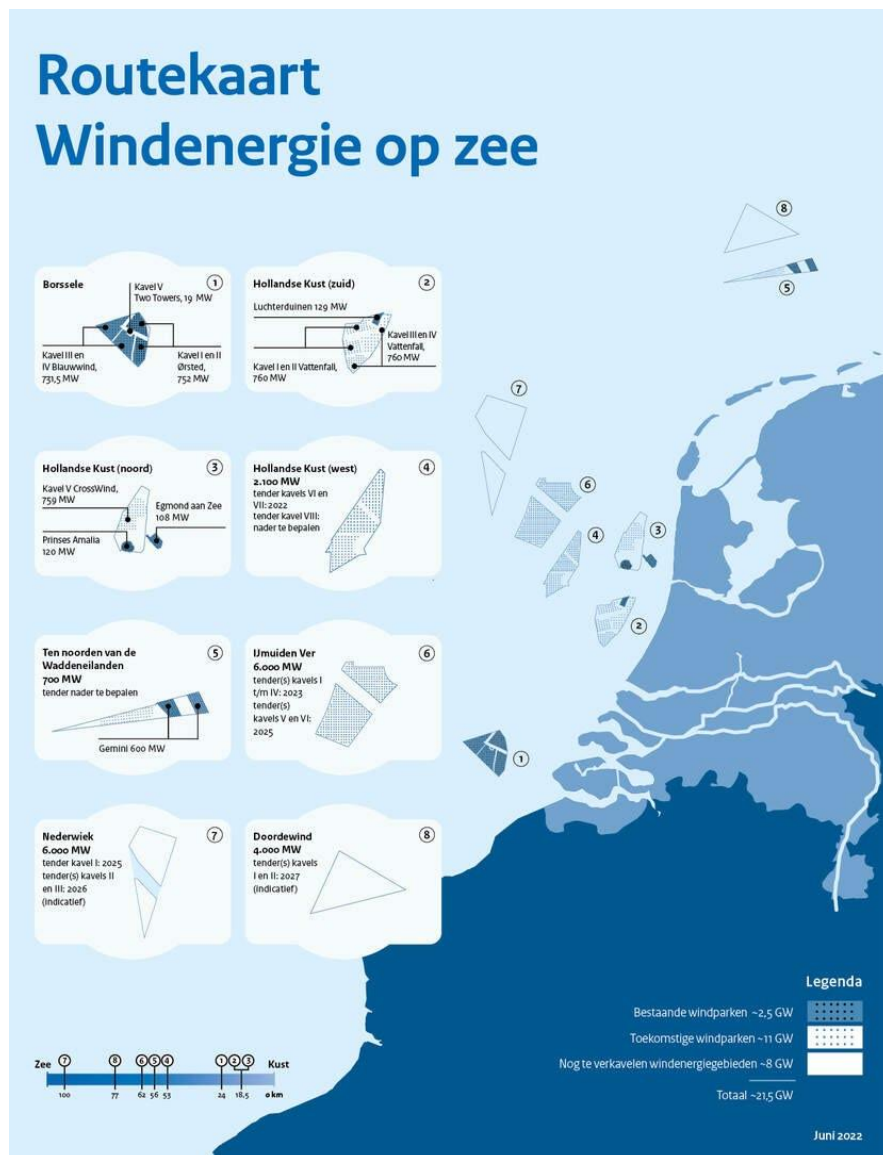 Routekaart
Windenergie op zee
Borssele
1
Kavel V
Two Towers, 19 MW
Kavel III en
IV Blauwwind,
731,5 MW
Kavel I en II
Ørsted,
752 MW
Hollandse Kust (zuid)
2
Luchterduinen 129 MW
Kavel III en IV
Vattenfall,
760 MW
Kavel I en II Vattenfall,
760 MW
Hollandse Kust (noord)
3
Kavel V CrossWind,
759 MW
Egmond aan Zee
108 MW
Prinses Amalia
120 MW
Hollandse Kust (west)
4
2.100 MW
tender kavels VI en
VII: 2022
tender kavel VIII:
nader te bepalen
Ten noorden van de
Waddeneilanden
5
700 MW
tender nader te bepalen
Gemini 600 MW
IJmuiden Ver
6
6.000 MW
tender(s) kavels I
t/m IV: 2023
tender(s)
kavels V en VI:
2025
Nederwiek
7
6.000 MW
tender kavel I: 2025
tender(s) kavels II
en III: 2026
(indicatief)
Doordewind
8
4.000 MW
tender(s) kavels
I en II: 2027
(indicatief)
8
5
7
6
4
3
2
1
Zee 7 8 6 5 4 1 2 3 Kust
100 77 62 56 53 24 18,5 0 km
Legenda
Bestaande windparken ~2,5 GW
Toekomstige windparken ~11 GW
Nog te verkavelen windenergiegebieden ~8 GW
Totaal ~21,5 GW
Juni 2022